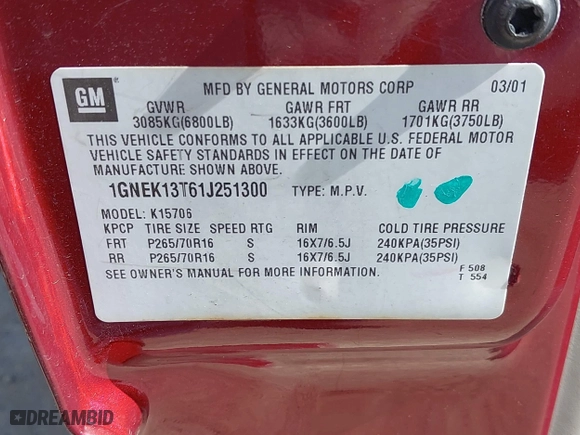 GM
MFD BY GENERAL MOTORS CORP 03/01
GVWR GAWR FRT GAWR RR
3085KG(6800LB) 1633KG(3600LB) 1701KG(3750LB)
THIS VEHICLE CONFORMS TO ALL APPLICABLE U.S. FEDERAL MOTOR
VEHICLE SAFETY STANDARDS IN EFFECT ON THE DATE OF
MANUFACTURE SHOWN ABOVE.
1GNEK13T61J251300 TYPE: M.P.V.
MODEL: K15706
KPCP TIRE SIZE SPEED RTG RIM COLD TIRE PRESSURE
FRT P265/70R16 S 16X7/6.5J 240KPA(35PSI)
RR P265/70R16 S 16X7/6.5J 240KPA(35PSI)
SEE OWNER'S MANUAL FOR MORE INFORMATION.
F 508
T 554
DREAMBID